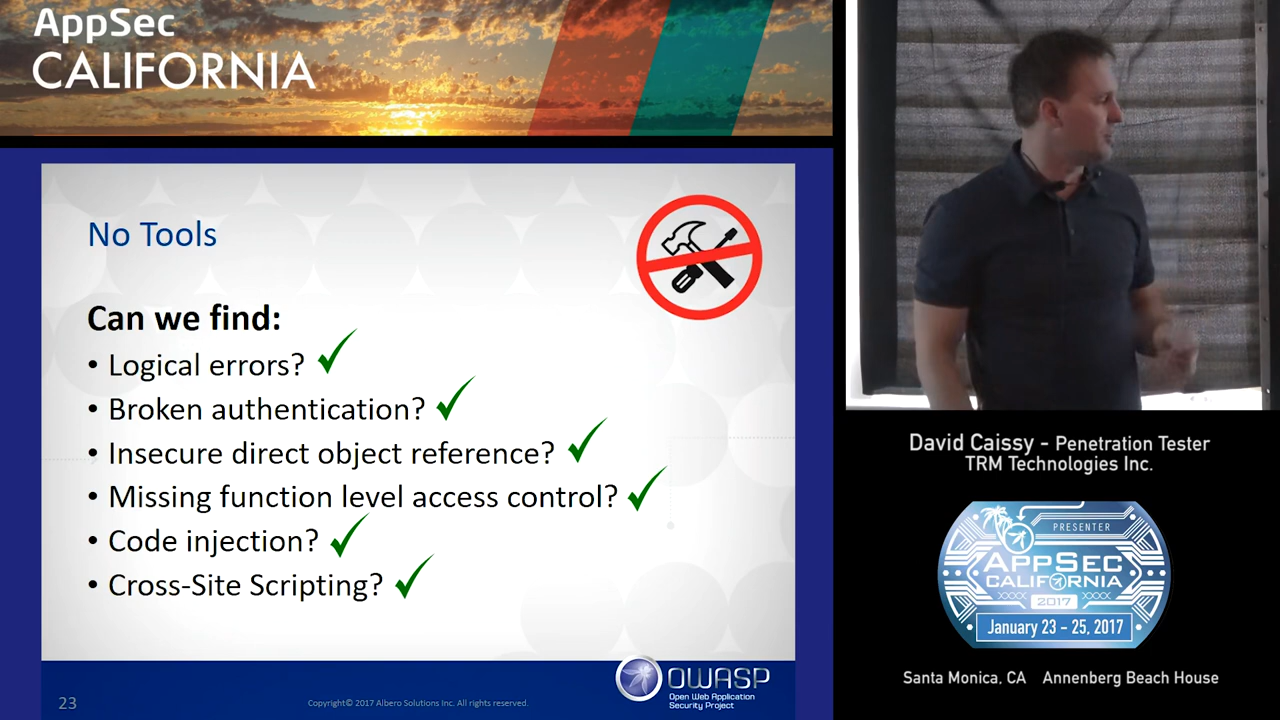 AppSec
CALIFORNIA
No Tools
Can we find:
• Logical errors?
• Broken authentication?
• Insecure direct object reference?
• Missing function level access control?
• Code injection?
• Cross-Site Scripting?
23
Copyright© 2017 Albero Solutions Inc. All rights reserved.
OWASP
Open Web Application
Security Project
David Caissy - Penetration Tester
TRM Technologies Inc.
PRESENTER
APPSEC
CALIFORNIA
2017
January 23 - 25, 2017
Santa Monica, CA Annenberg Beach House